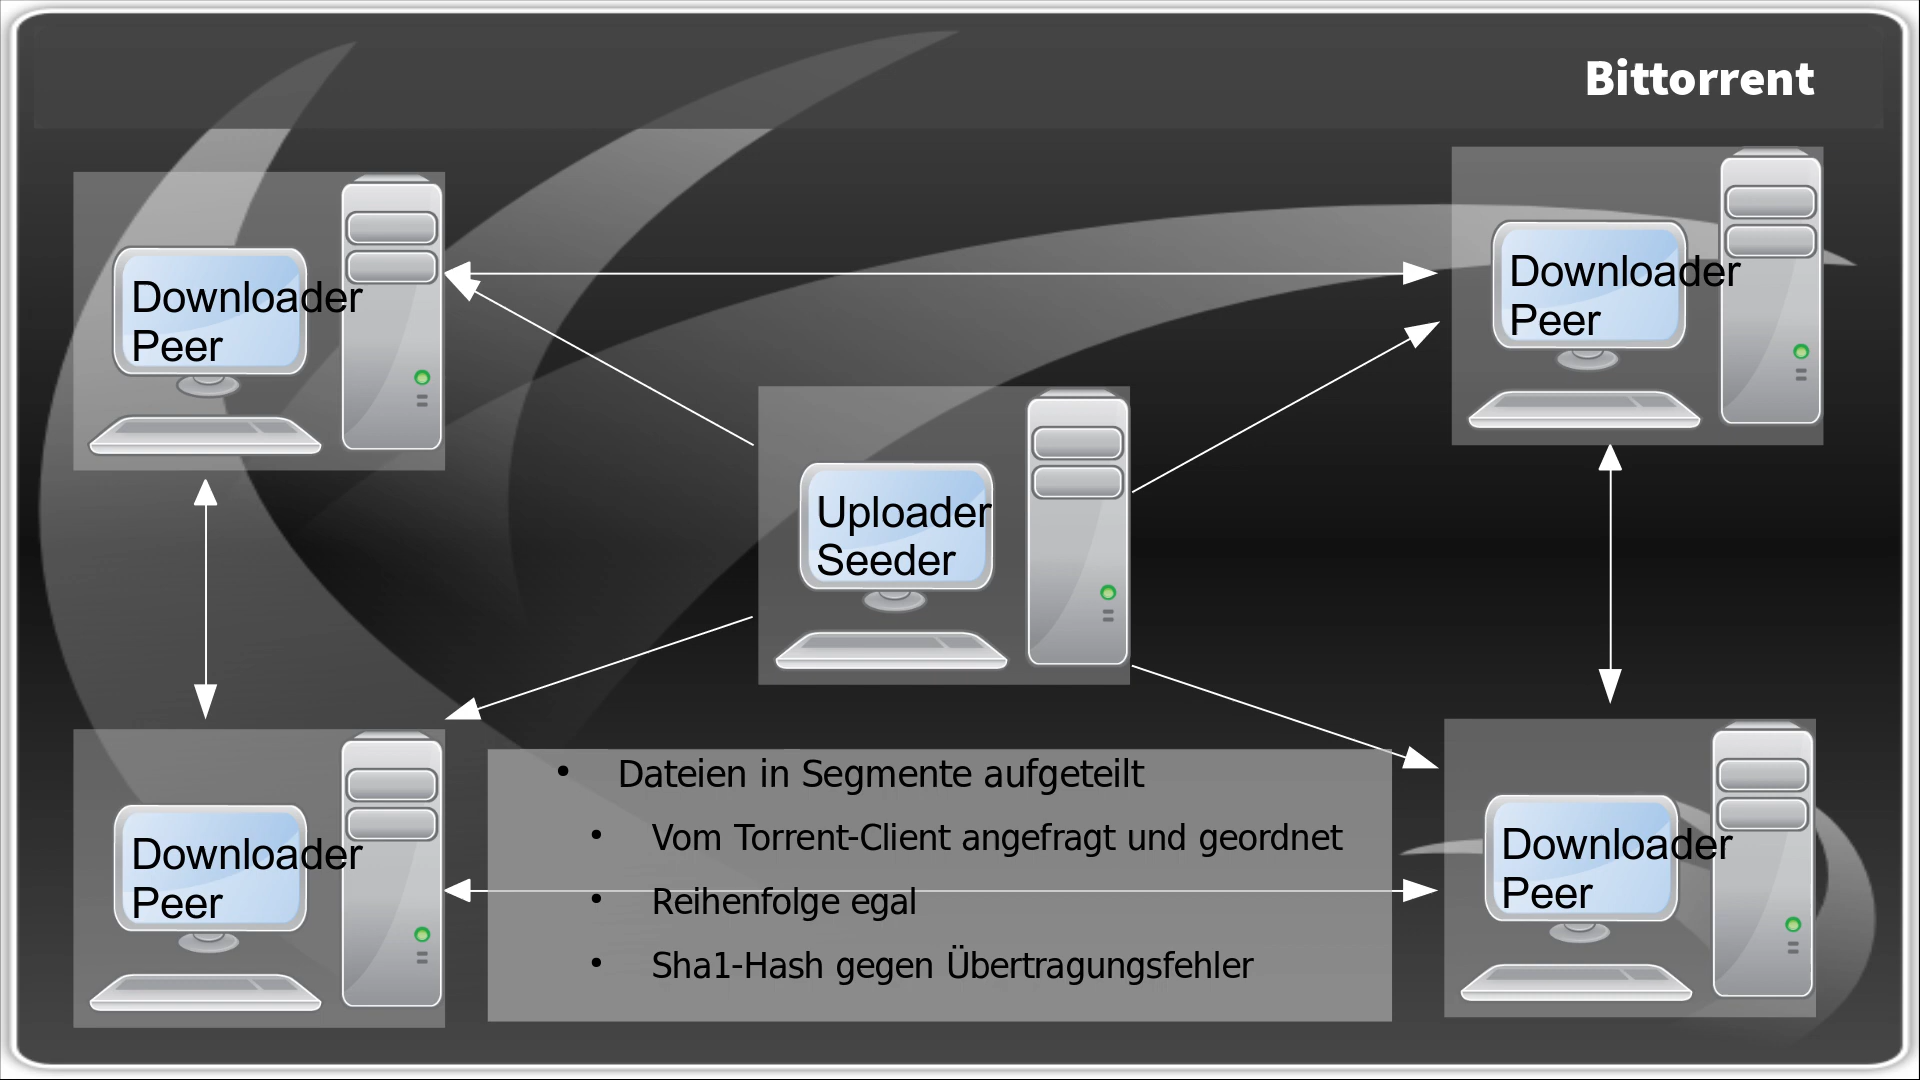 Bittorrent
Downloader
Peer
Downloader
Peer
Uploader
Seeder
Downloader
Peer
Downloader
Peer
• Dateien in Segmente aufgeteilt
• Vom Torrent-Client angefragt und geordnet
• Reihenfolge egal
• Sha1-Hash gegen Übertragungsfehler